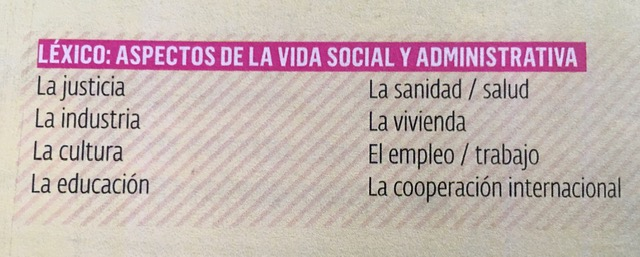 LÉXICO: ASPECTOS DE LA VIDA SOCIAL Y ADMINISTRATIVA
La justicia
La industria
La cultura
La educación
La sanidad / salud
La vivienda
El empleo / trabajo
La cooperación internacional